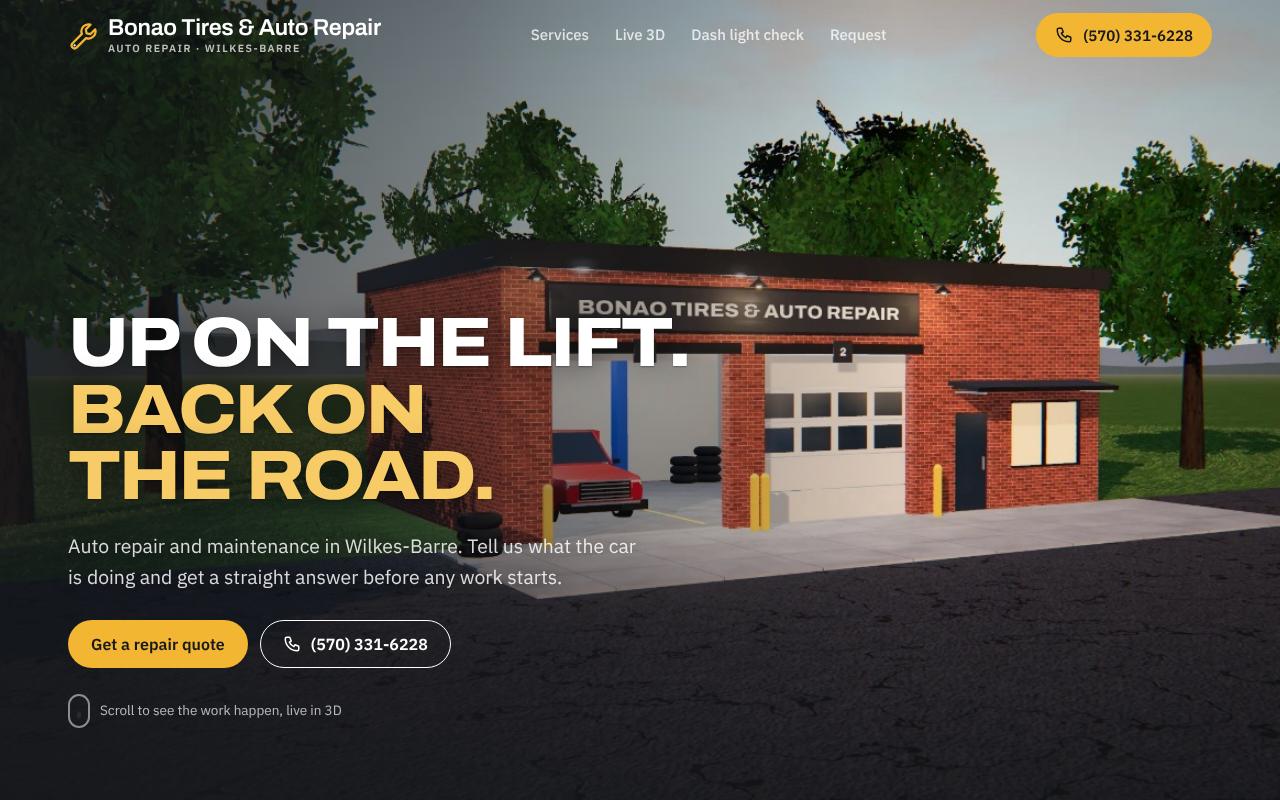 Bonao Tires & Auto Repair
AUTO REPAIR · WILKES-BARRE
Services
Live 3D
Dash light check
Request
(570) 331-6228
BONAO TIRES & AUTO REPAIR
2
UP ON THE LIFT.
BACK ON
THE ROAD.
Auto repair and maintenance in Wilkes-Barre. Tell us what the car
is doing and get a straight answer before any work starts.
Get a repair quote
(570) 331-6228
Scroll to see the work happen, live in 3D